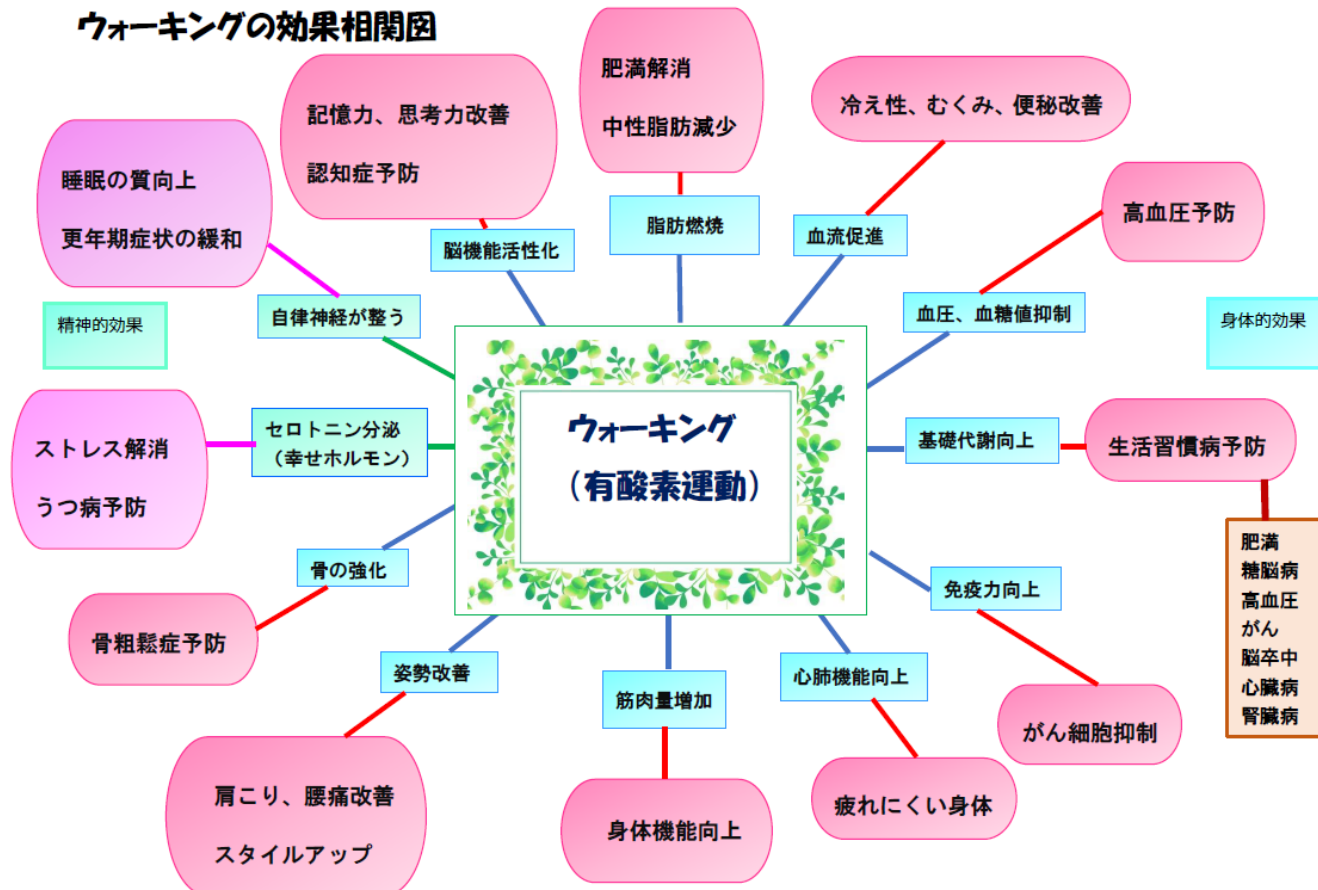 ウォーキングの効果相関図
肥満解消
中性脂肪減少
記憶力、思考力改善
認知症予防
冷え性、むくみ、便秘改善
睡眠の質向上
更年期症状の緩和
高血圧予防
脂肪燃焼
血流促進
脳機能活性化
自律神経が整う
血圧、血糖値抑制
精神的効果
身体的効果
ウォーキング
（有酸素運動）
セロトニン分泌
（幸せホルモン）
ストレス解消
うつ病予防
基礎代謝向上
生活習慣病予防
肥満
糖脳病
高血圧
がん
脳卒中
心臓病
腎臓病
骨の強化
骨粗鬆症予防
免疫力向上
がん細胞抑制
姿勢改善
肩こり、腰痛改善
スタイルアップ
筋肉量増加
身体機能向上
心肺機能向上
疲れにくい身体